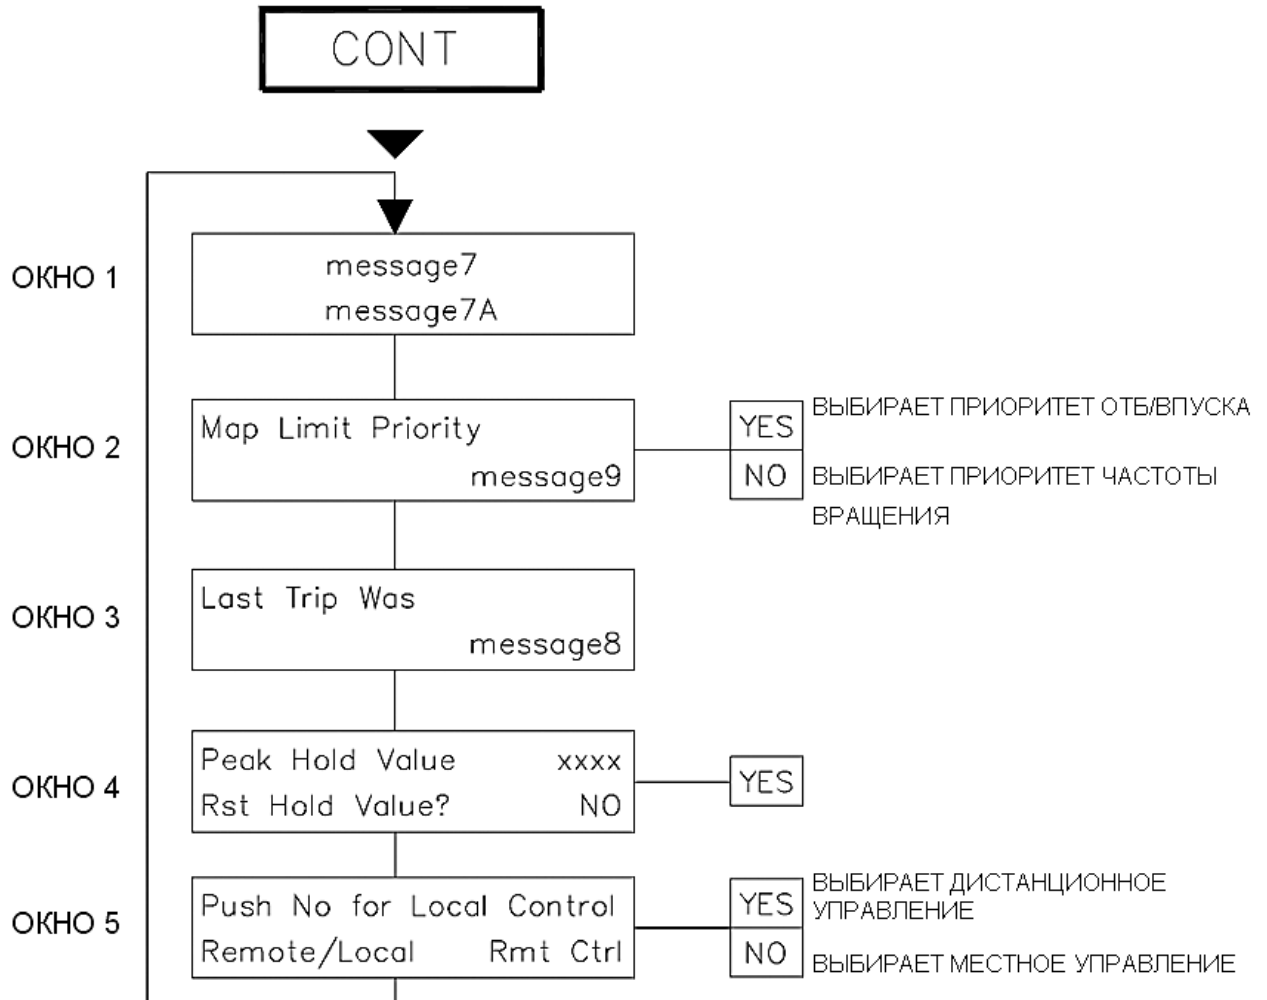 CONT
ОКНО 1
message7
message7A
ОКНО 2
Map Limit Priority
message9
YES
ВЫБИРАЕТ ПРИОРИТЕТ ОТБ/ВПУСКА
NO
ВЫБИРАЕТ ПРИОРИТЕТ ЧАСТОТЫ
ВРАЩЕНИЯ
ОКНО 3
Last Trip Was
message8
ОКНО 4
Peak Hold Value xxxx
Rst Hold Value? NO
YES
ОКНО 5
Push No for Local Control
Remote/Local Rmt Ctrl
YES
ВЫБИРАЕТ ДИСТАНЦИОННОЕ
УПРАВЛЕНИЕ
NO
ВЫБИРАЕТ МЕСТНОЕ УПРАВЛЕНИЕ